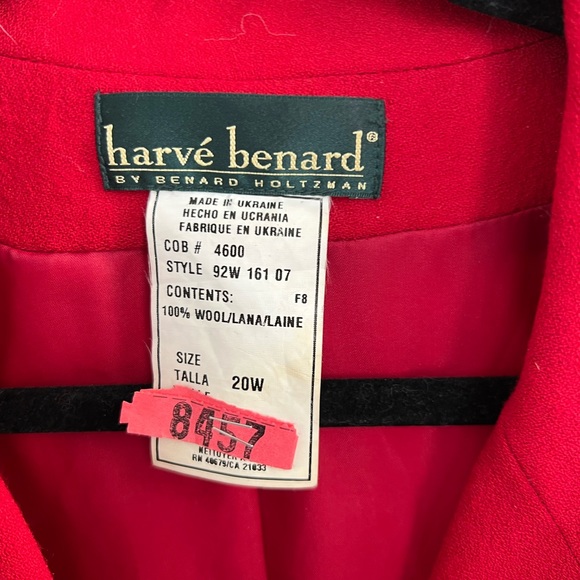 harvé benard®
BY BENARD HOLTZMAN
MADE IN UKRAINE
HECHO EN UCRANIA
FABRIQUE EN UKRAINE
COB # 4600
STYLE 92W 161 07
CONTENTS: F8
100% WOOL/LANA/LAINE
SIZE
TALLA 20W
8457
RN 40679/CA 21033